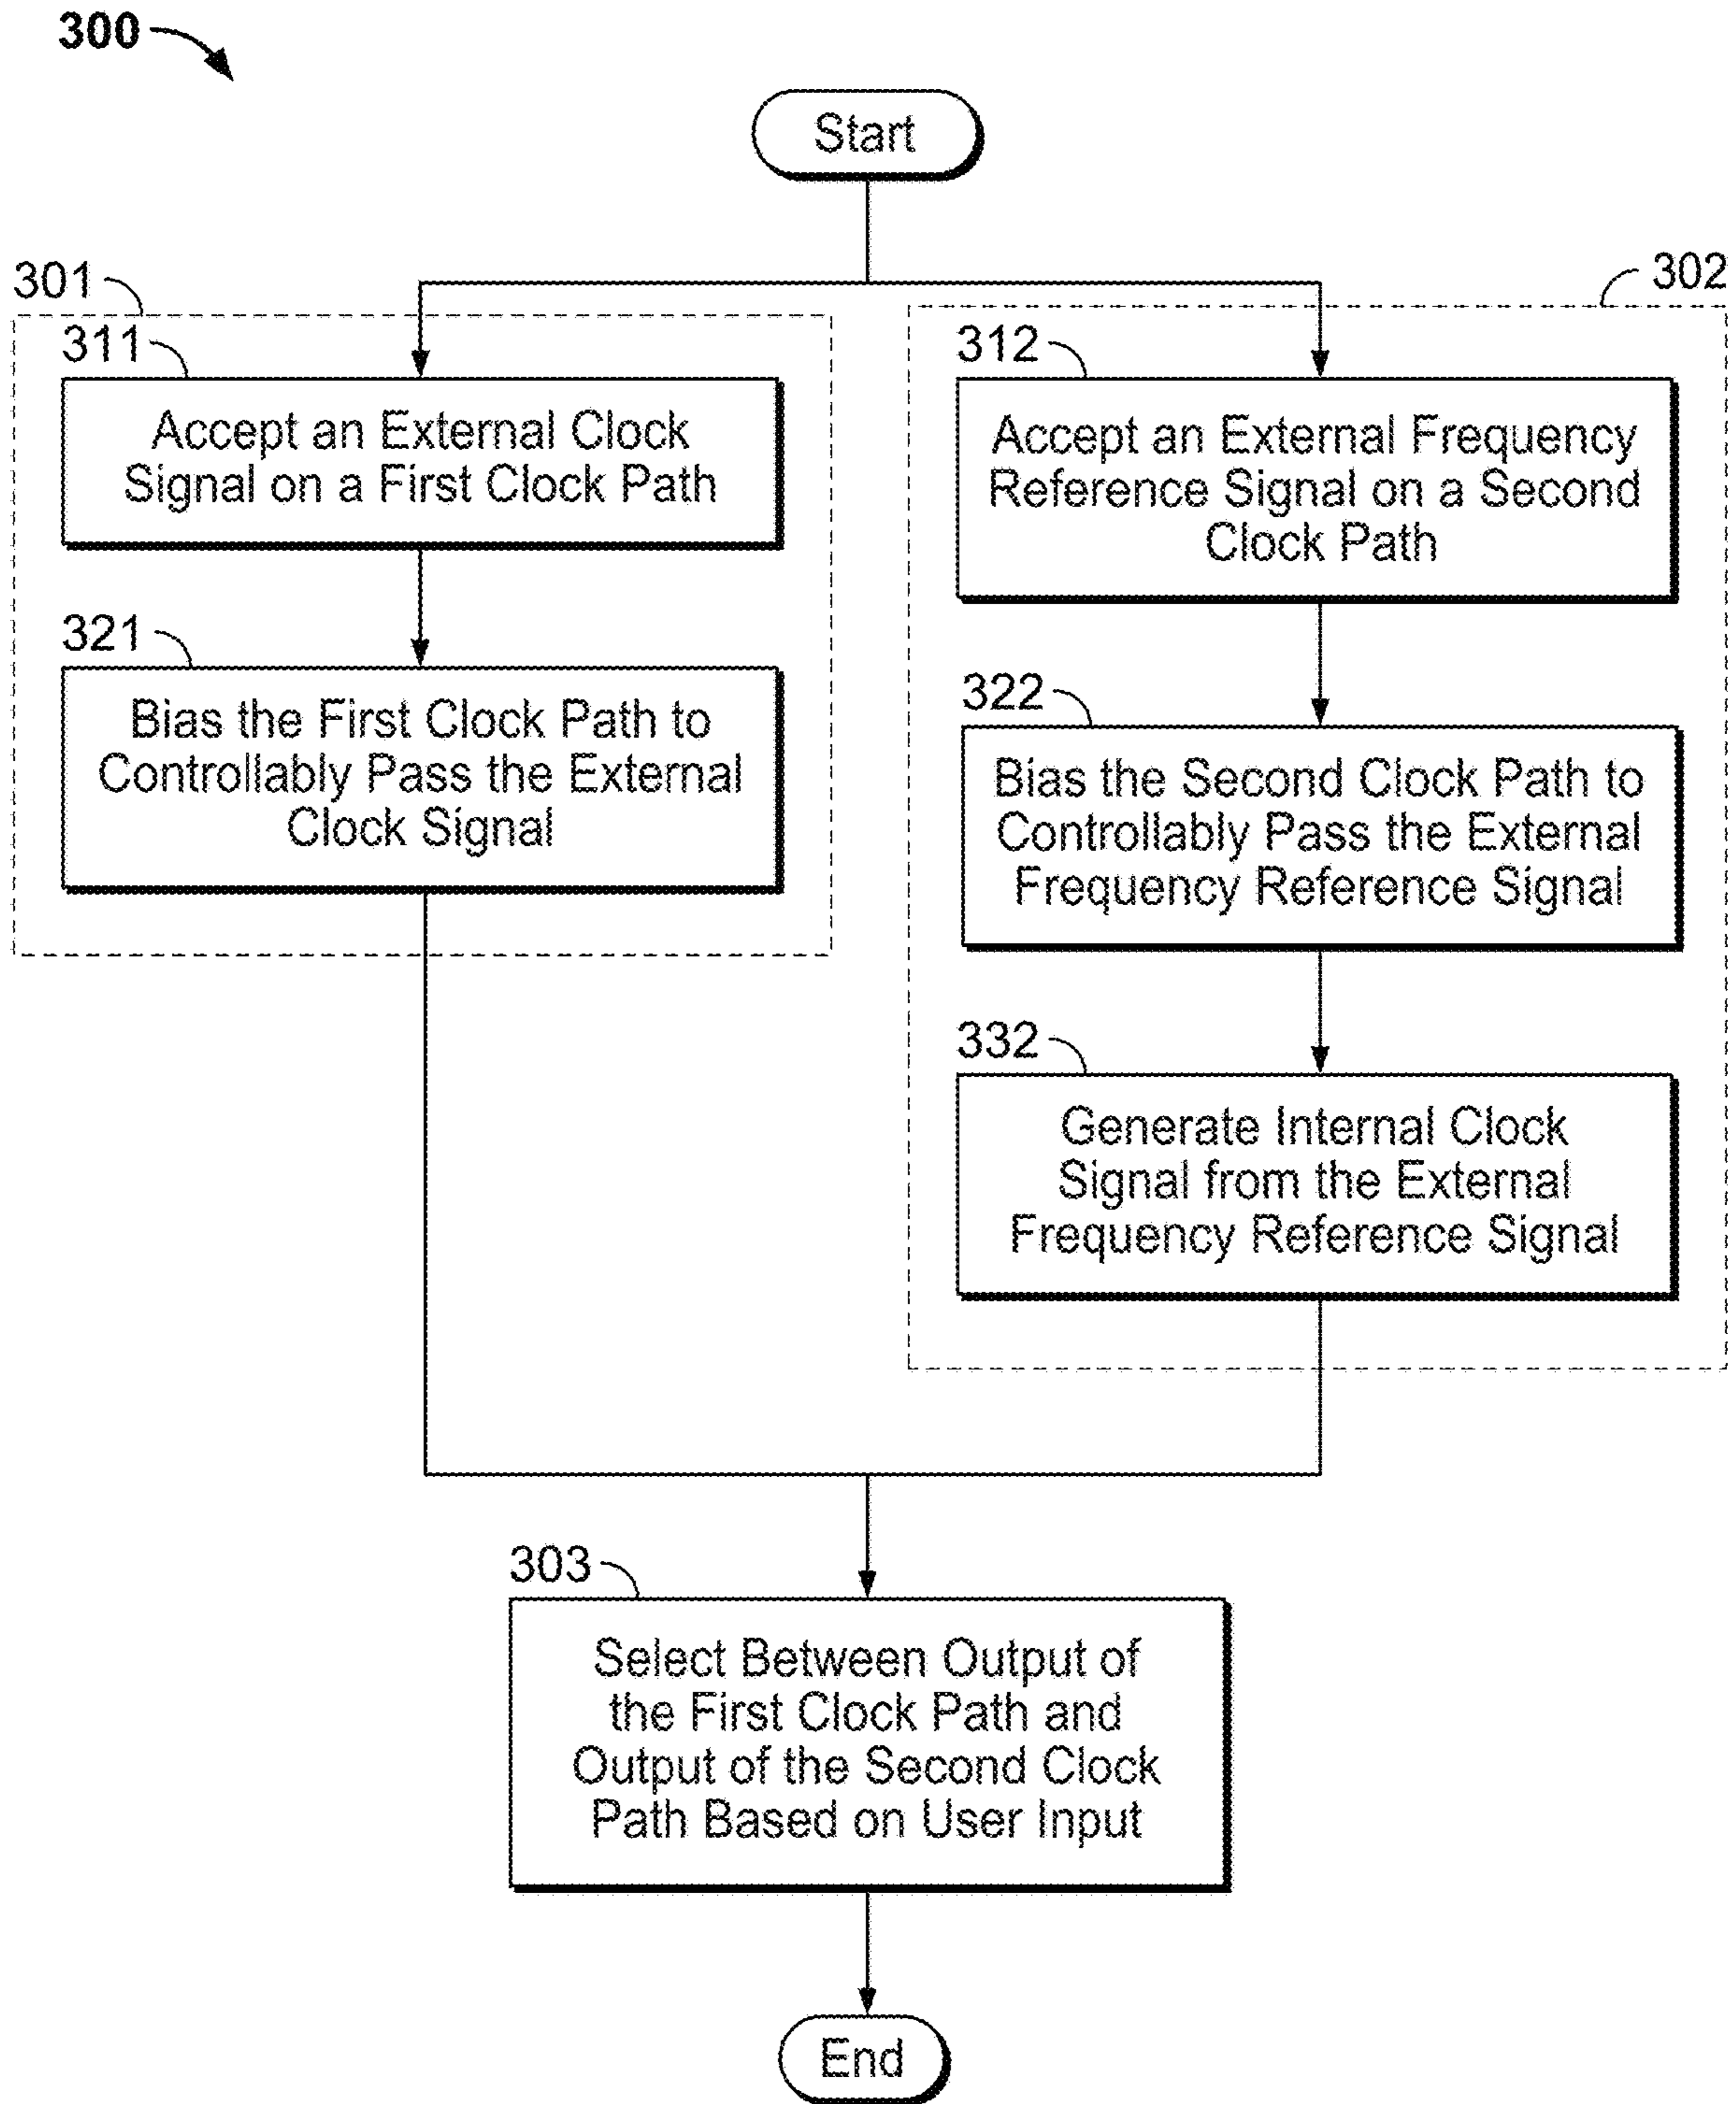 300
Start
301
302
311
Accept an External Clock
Signal on a First Clock Path
312
Accept an External Frequency
Reference Signal on a Second
Clock Path
321
Bias the First Clock Path to
Controllably Pass the External
Clock Signal
322
Bias the Second Clock Path to
Controllably Pass the External
Frequency Reference Signal
332
Generate Internal Clock
Signal from the External
Frequency Reference Signal
303
Select Between Output of
the First Clock Path and
Output of the Second Clock
Path Based on User Input
End